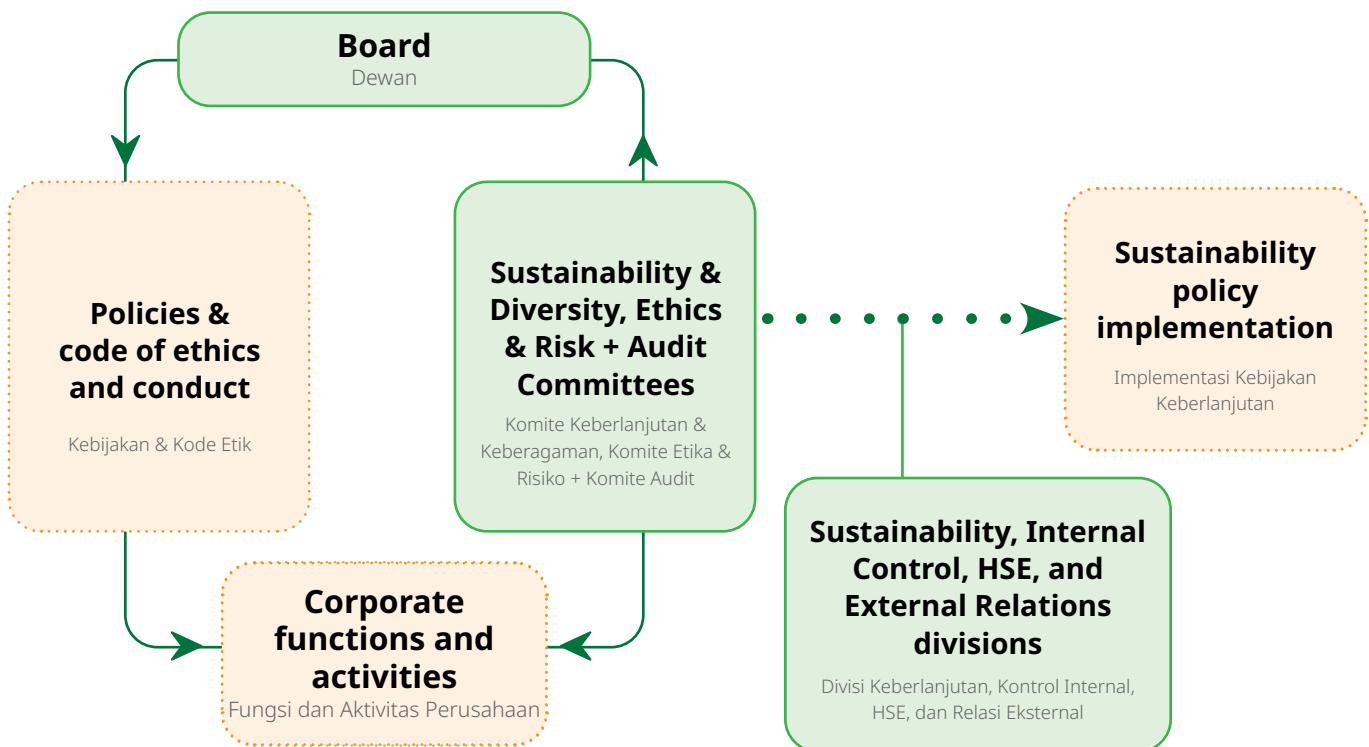 Board
Dewan
Policies &
code of ethics
and conduct
Kebijakan & Kode Etik
Sustainability &
Diversity, Ethics
& Risk + Audit
Committees
Komite Keberlanjutan &
Keberagaman, Komite Etika &
Risiko + Komite Audit
Sustainability
policy
implementation
Implementasi Kebijakan
Keberlanjutan
Corporate
functions and
activities
Fungsi dan Aktivitas Perusahaan
Sustainability, Internal
Control, HSE, and
External Relations
divisions
Divisi Keberlanjutan, Kontrol Internal,
HSE, dan Relasi Eksternal